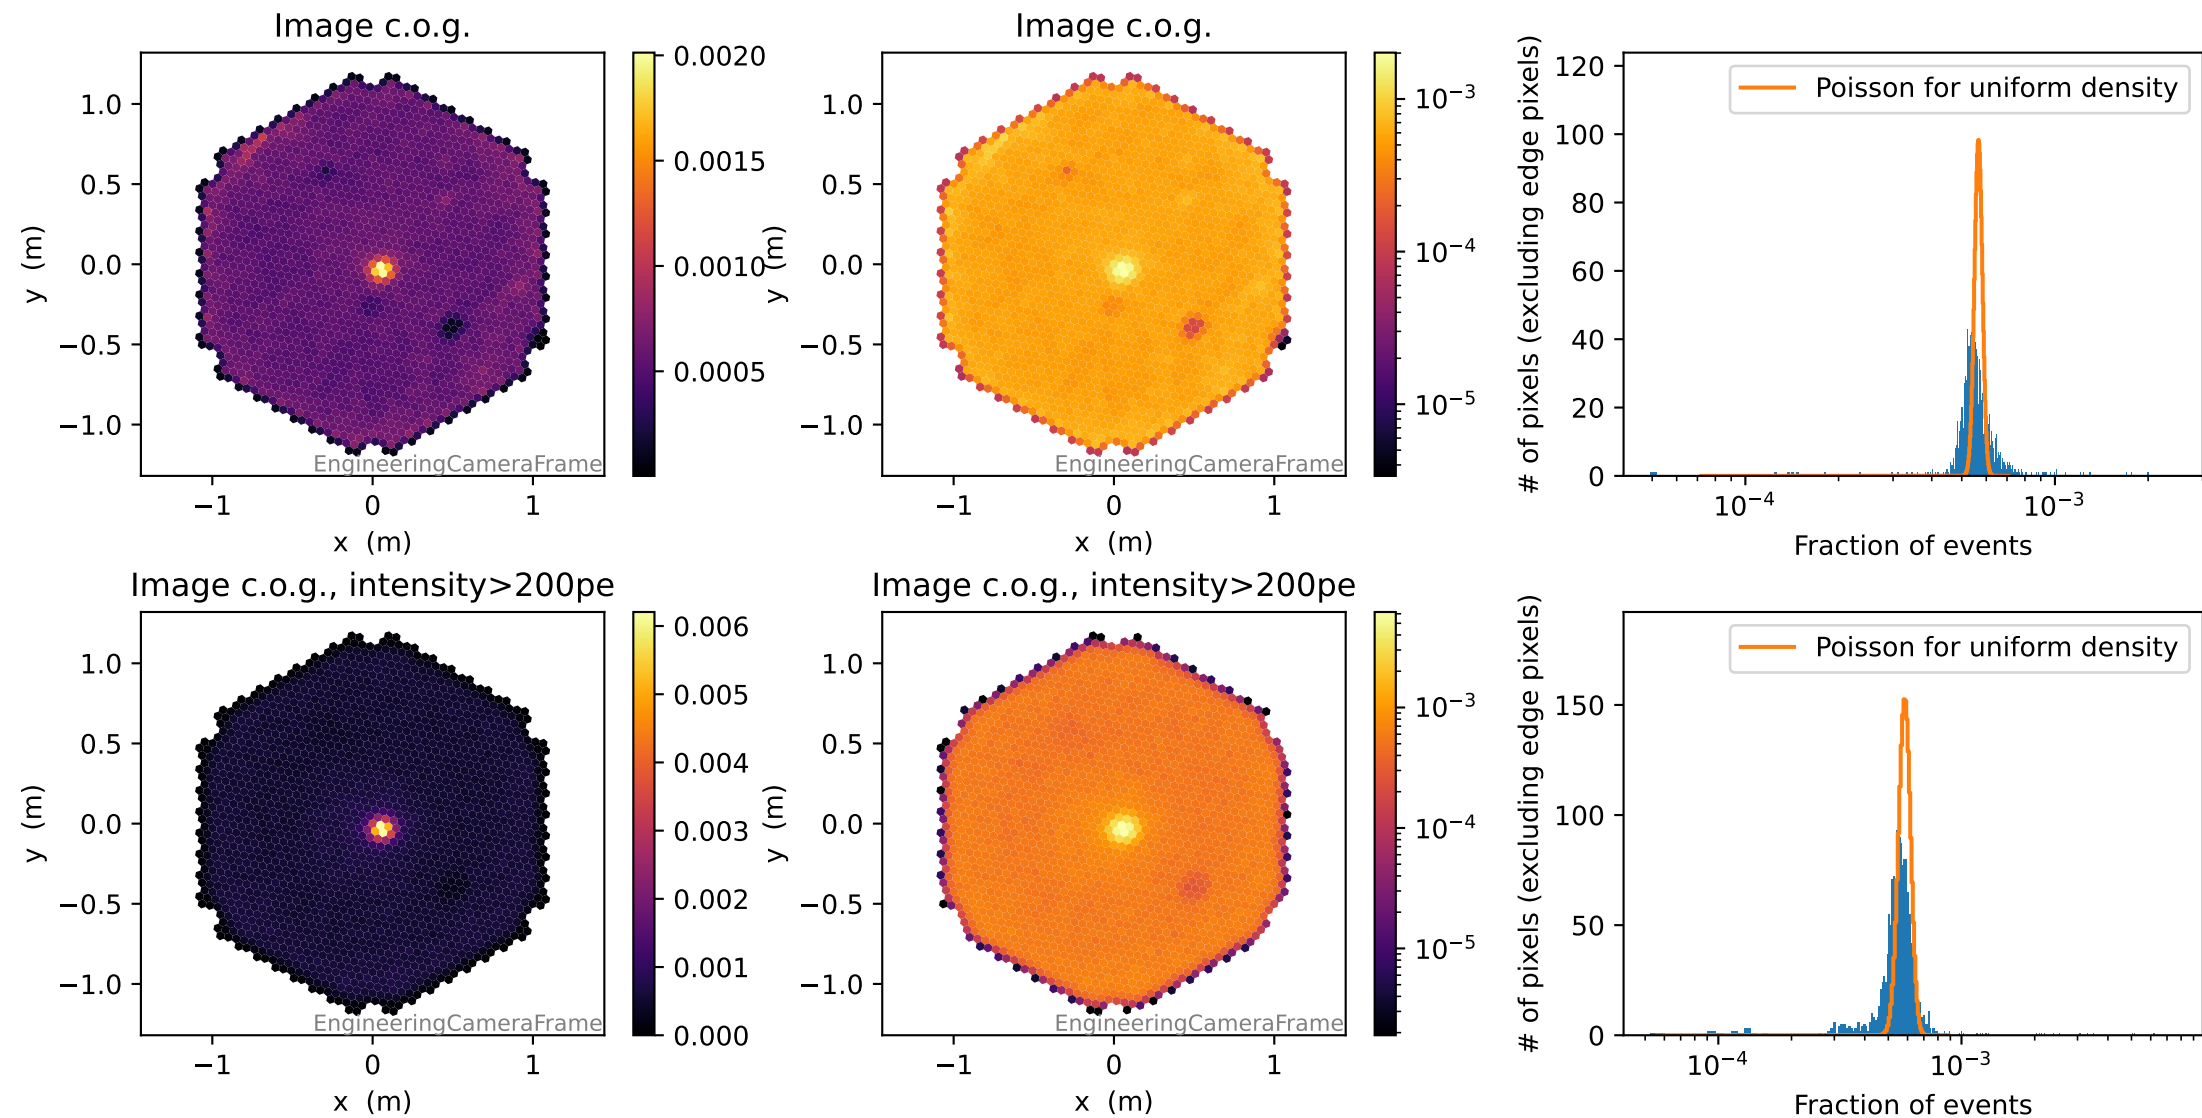 Image c.o.g.
1.0
0.5
0.0
−0.5
−1.0
y (m)
−1
0
1
x (m)
EngineeringCameraFrame
0.0020
0.0015
0.0010
0.0005
Image c.o.g.
1.0
0.5
0.0
−0.5
−1.0
y (m)
−1
0
1
x (m)
EngineeringCameraFrame
10⁻³
10⁻⁴
10⁻⁵
# of pixels (excluding edge pixels)
120
100
80
60
40
20
0
Poisson for uniform density
10⁻⁴
10⁻³
Fraction of events
Image c.o.g., intensity>200pe
1.0
0.5
0.0
−0.5
−1.0
y (m)
−1
0
1
x (m)
EngineeringCameraFrame
0.006
0.005
0.004
0.003
0.002
0.001
0.000
Image c.o.g., intensity>200pe
1.0
0.5
0.0
−0.5
−1.0
y (m)
−1
0
1
x (m)
EngineeringCameraFrame
10⁻³
10⁻⁴
10⁻⁵
# of pixels (excluding edge pixels)
150
100
50
0
Poisson for uniform density
10⁻⁴
10⁻³
Fraction of events